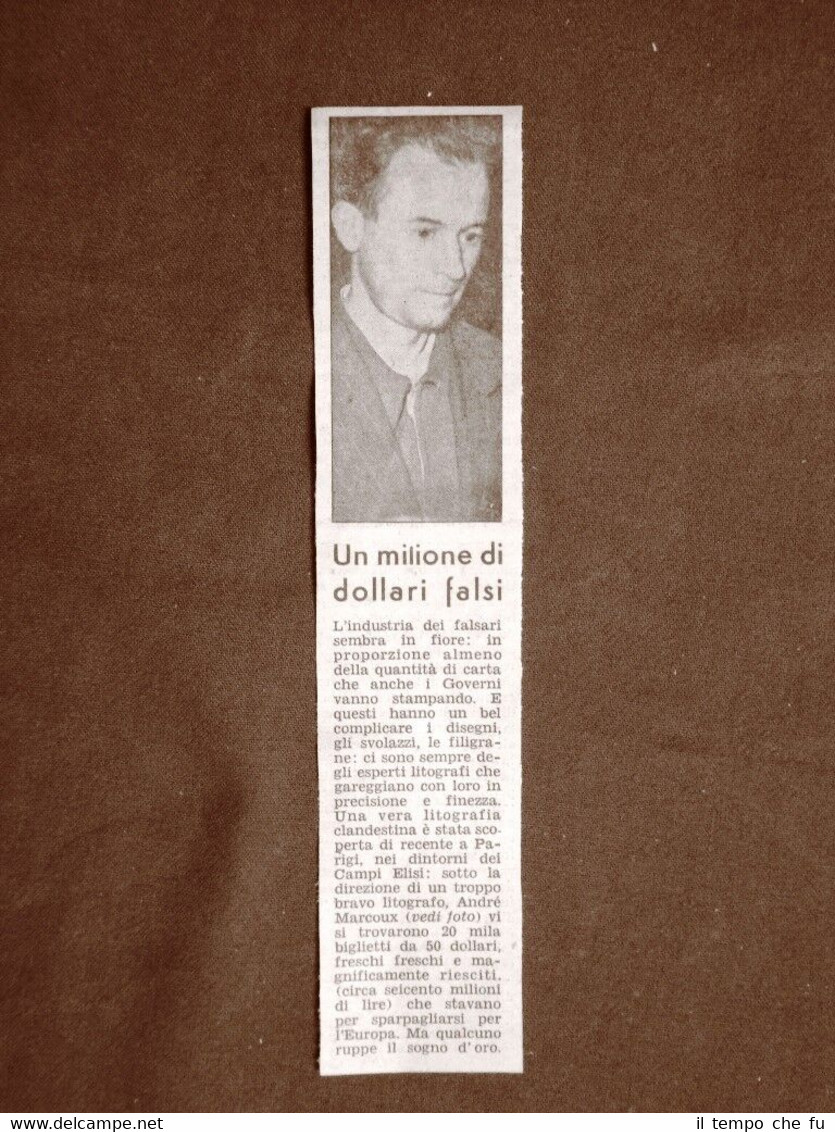 Un milione di
dollari falsi
L'industria dei falsari
sembra in fiore: in
proporzione almeno
della quantità di carta
che anche i Governi
vanno stampando. E
questi hanno un bel
complicare i disegni,
gli svolazzi, le filigra-
ne: ci sono sempre de-
gli esperti litografi che
gareggiano con loro in
precisione e finezza.
Una vera litografia
clandestina è stata sco-
perta di recente a Pa-
rigi, nei dintorni dei
Campi Elisi: sotto la
direzione di un troppo
bravo litografo, André
Marcoux (vedi foto) vi
si trovarono 20 mila
biglietti da 50 dollari,
freschi freschi e ma-
gnificamente riesciti.
(circa seicento milioni
di lire) che stavano
per sparpagliarsi per
l'Europa. Ma qualcuno
ruppe il sogno d'oro.
www.delcampe.net
il tempo che fu